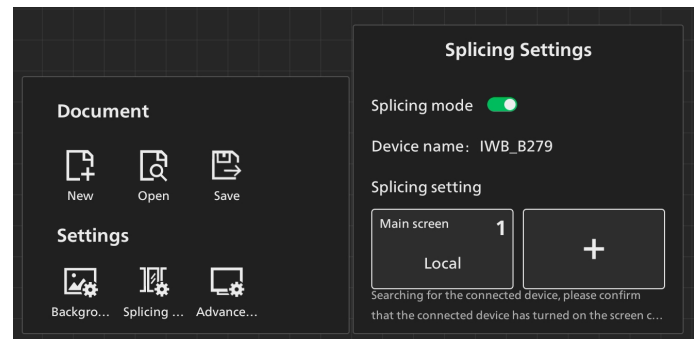 Document
New
Open
Save
Settings
Backgro...
Splicing ...
Advance...
Splicing Settings
Splicing mode
Device name: IWB_B279
Splicing setting
Main screen
1
Local
+
Searching for the connected device, please confirm
that the connected device has turned on the screen c...